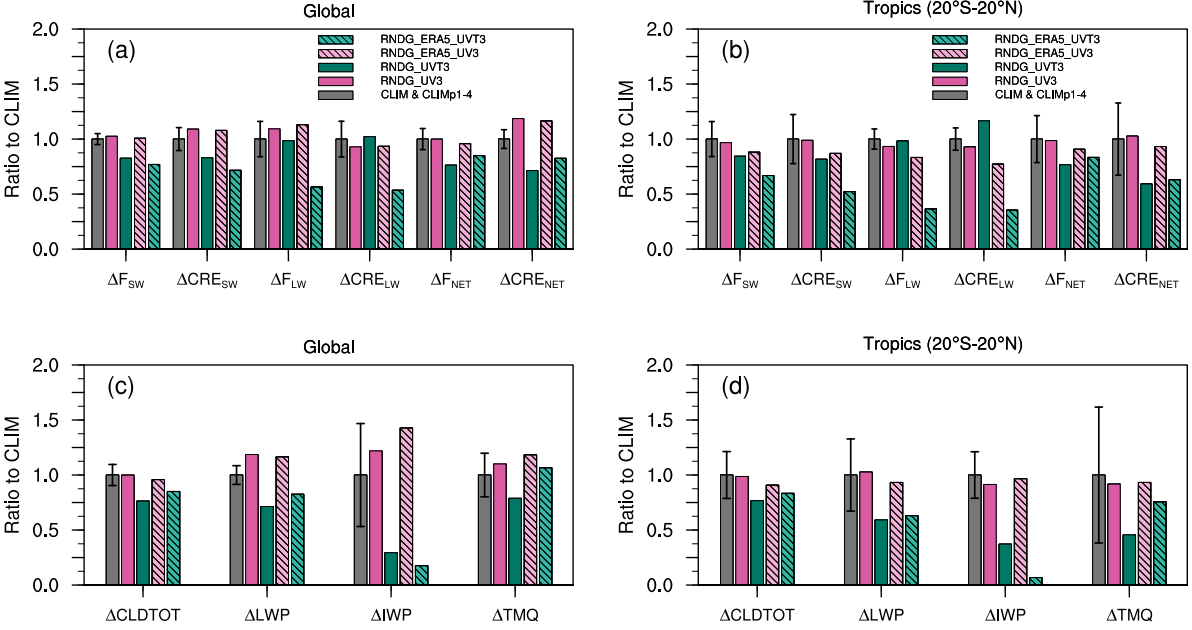 Global
Ratio to CLIM
2.0
1.5
1.0
0.5
0.0
(a)
RNDG_ERA5_UVT3
RNDG_ERA5_UV3
RNDG_UVT3
RNDG_UV3
CLIM & CLIMp1-4
ΔF_SW ΔCRE_SW ΔF_LW ΔCRE_LW ΔF_NET ΔCRE_NET
Tropics (20°S-20°N)
Ratio to CLIM
2.0
1.5
1.0
0.5
0.0
(b)
RNDG_ERA5_UVT3
RNDG_ERA5_UV3
RNDG_UVT3
RNDG_UV3
CLIM & CLIMp1-4
ΔF_SW ΔCRE_SW ΔF_LW ΔCRE_LW ΔF_NET ΔCRE_NET
Global
Ratio to CLIM
2.0
1.5
1.0
0.5
0.0
(c)
ΔCLDTOT ΔLWP ΔIWP ΔTMQ
Tropics (20°S-20°N)
Ratio to CLIM
2.0
1.5
1.0
0.5
0.0
(d)
ΔCLDTOT ΔLWP ΔIWP ΔTMQ